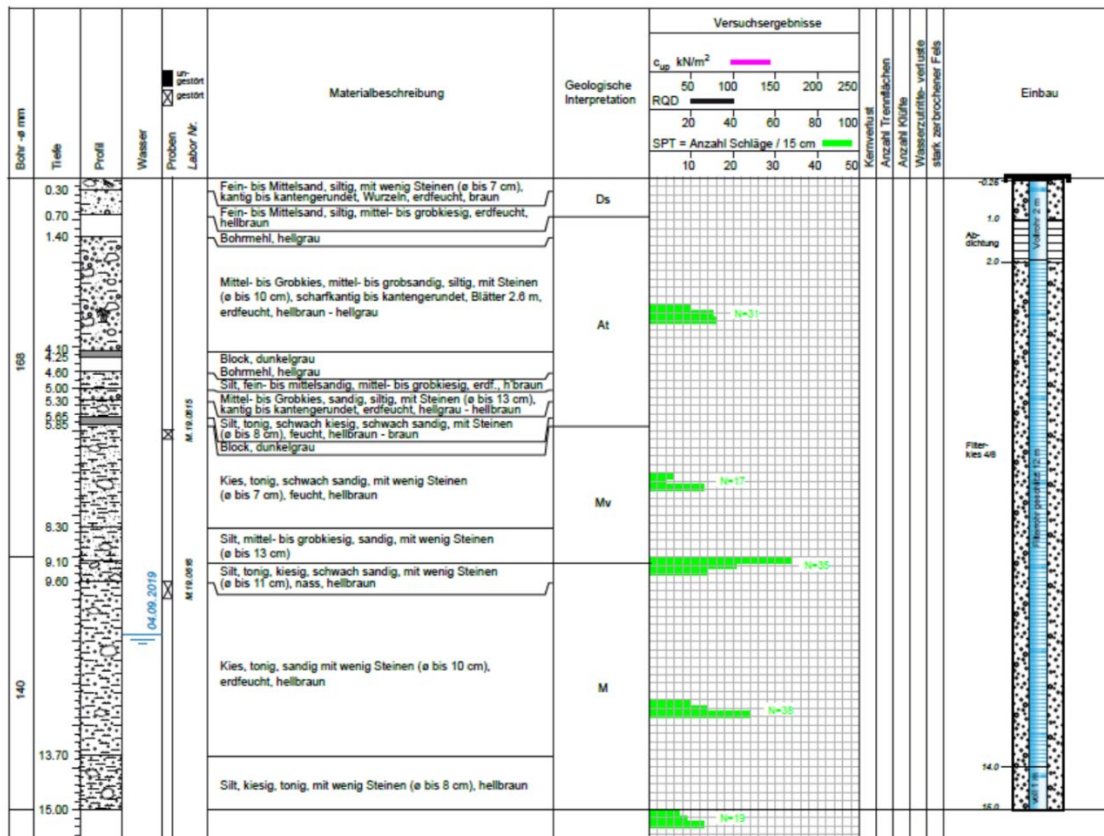 Versuchsergebnisse
Bohr -ø mm
Tiefe
Profil
Wasser
Proben
Labor Nr.
un-
gestört
gestört
Materialbeschreibung
Geologische
Interpretation
c_up kN/m²
50 100 150 200 250
RQD
20 40 60 80 100
SPT = Anzahl Schläge / 15 cm
10 20 30 40 50
Kernverlust
Anzahl Trennflächen
Anzahl Klüfte
Wasserzutritte- verluste
stark zerbrochener Fels
Einbau
0.30
Fein- bis Mittelsand, siltig, mit wenig Steinen (ø bis 7 cm),
kantig bis kantengerundet, Wurzeln, erdfeucht, braun
Ds
0.70
Fein- bis Mittelsand, siltig, mittel- bis grobkiesig, erdfeucht,
hellbraun
1.40
Bohrmehl, hellgrau
Mittel- bis Grobkies, mittel- bis grobsandig, siltig, mit Steinen
(ø bis 10 cm), scharfkantig bis kantengerundet, Blätter 2.6 m,
erdfeucht, hellbraun - hellgrau
N=31
At
168
4.10
4.25
Block, dunkelgrau
4.60
Bohrmehl, hellgrau
5.00
Silt, fein- bis mittelsandig, mittel- bis grobkiesig, erdf., h'braun
5.30
Mittel- bis Grobkies, sandig, siltig, mit Steinen (ø bis 13 cm),
kantig bis kantengerundet, erdfeucht, hellgrau - hellbraun
5.65
Silt, tonig, schwach kiesig, schwach sandig, mit Steinen
(ø bis 8 cm), feucht, hellbraun - braun
5.85
Block, dunkelgrau
M.19.0615
Kies, tonig, schwach sandig, mit wenig Steinen
(ø bis 7 cm), feucht, hellbraun
N=17
Mv
8.30
Silt, mittel- bis grobkiesig, sandig, mit wenig Steinen
(ø bis 13 cm)
9.10
Silt, tonig, kiesig, schwach sandig, mit wenig Steinen
(ø bis 11 cm), nass, hellbraun
N=35
9.60
M.19.0616
04.09.2019
140
Kies, tonig, sandig mit wenig Steinen (ø bis 10 cm),
erdfeucht, hellbraun
M
N=38
13.70
Silt, kiesig, tonig, mit wenig Steinen (ø bis 8 cm), hellbraun
15.00
N=19
-0.25
1.0
Ab-
dichtung
2.0
Vollrohr 2 m
Filter-
kies 4/8
Filterrohr geschlitzt 12 m
14.0
Voll 1 m
15.0